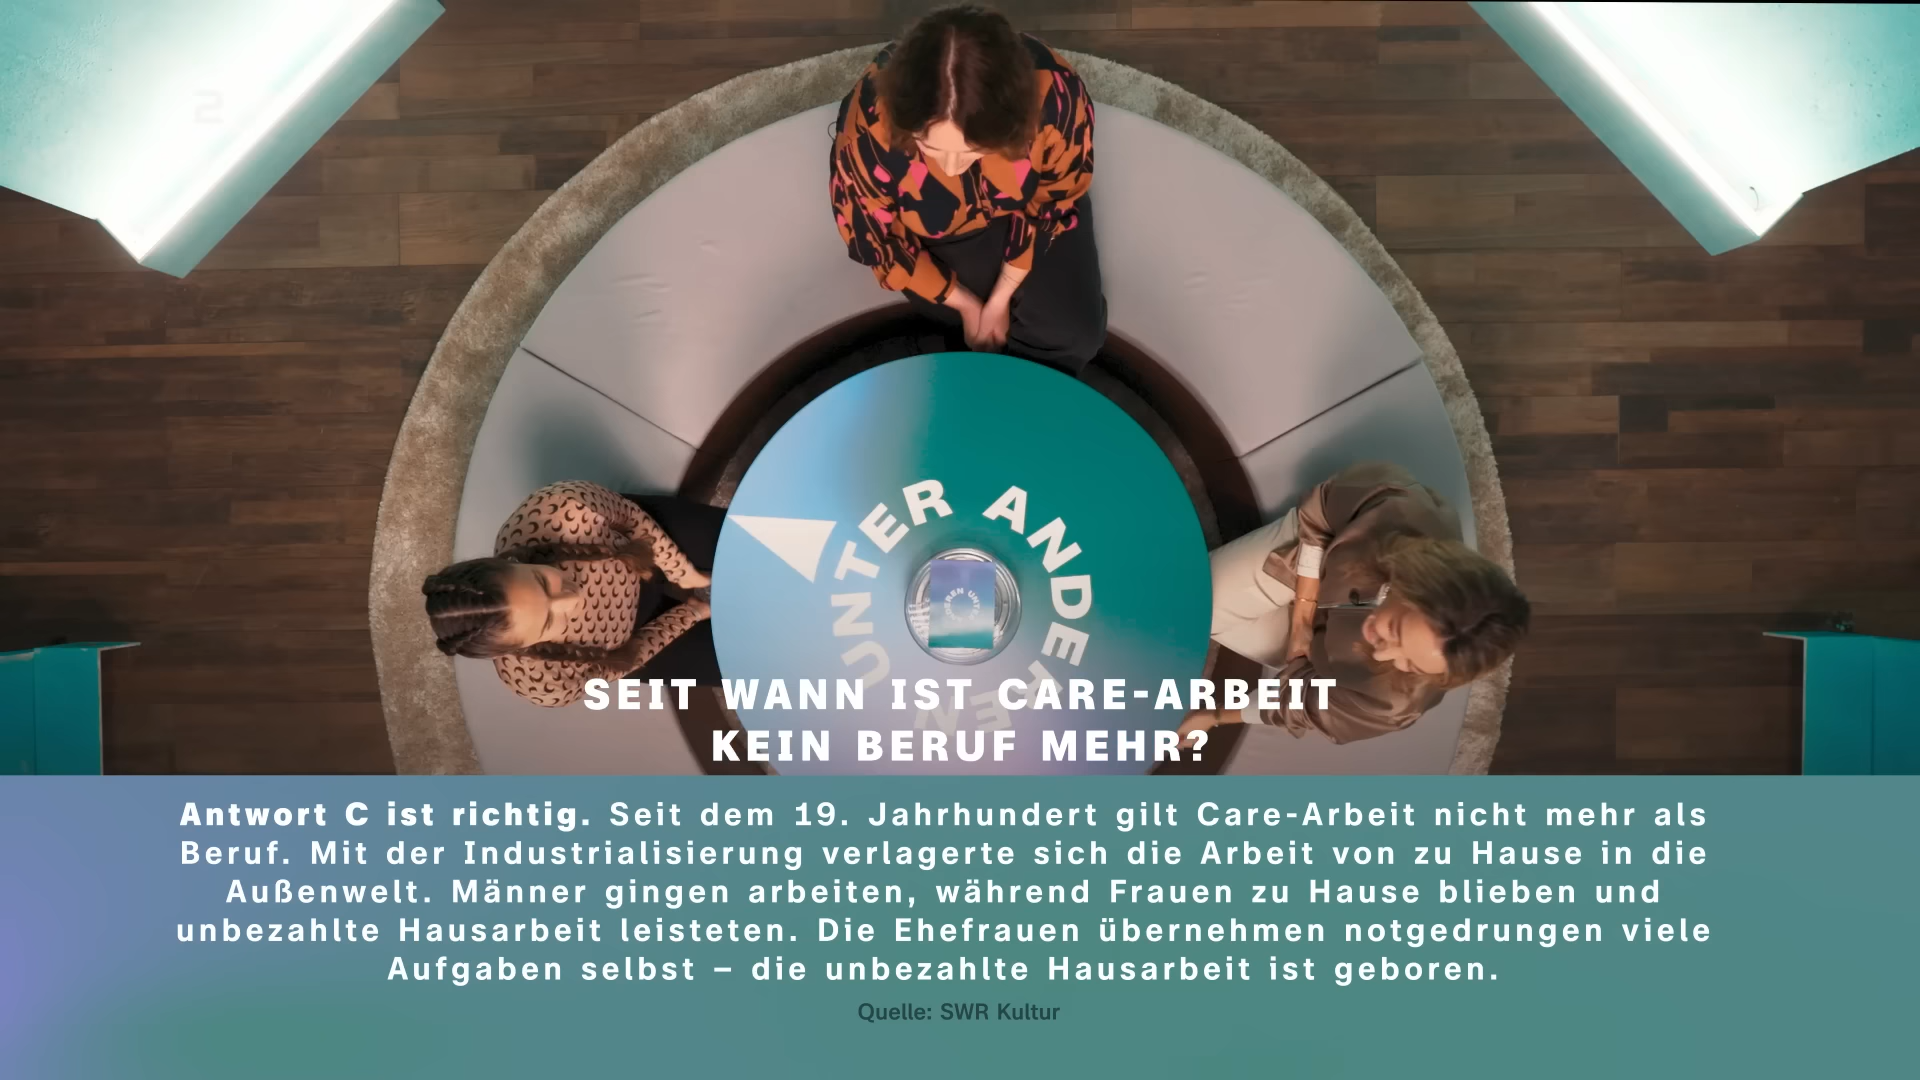 2
UNTER ANDEREN
SEIT WANN IST CARE-ARBEIT
KEIN BERUF MEHR?
Antwort C ist richtig. Seit dem 19. Jahrhundert gilt Care-Arbeit nicht mehr als
Beruf. Mit der Industrialisierung verlagerte sich die Arbeit von zu Hause in die
Außenwelt. Männer gingen arbeiten, während Frauen zu Hause blieben und
unbezahlte Hausarbeit leisteten. Die Ehefrauen übernehmen notgedrungen viele
Aufgaben selbst – die unbezahlte Hausarbeit ist geboren.
Quelle: SWR Kultur